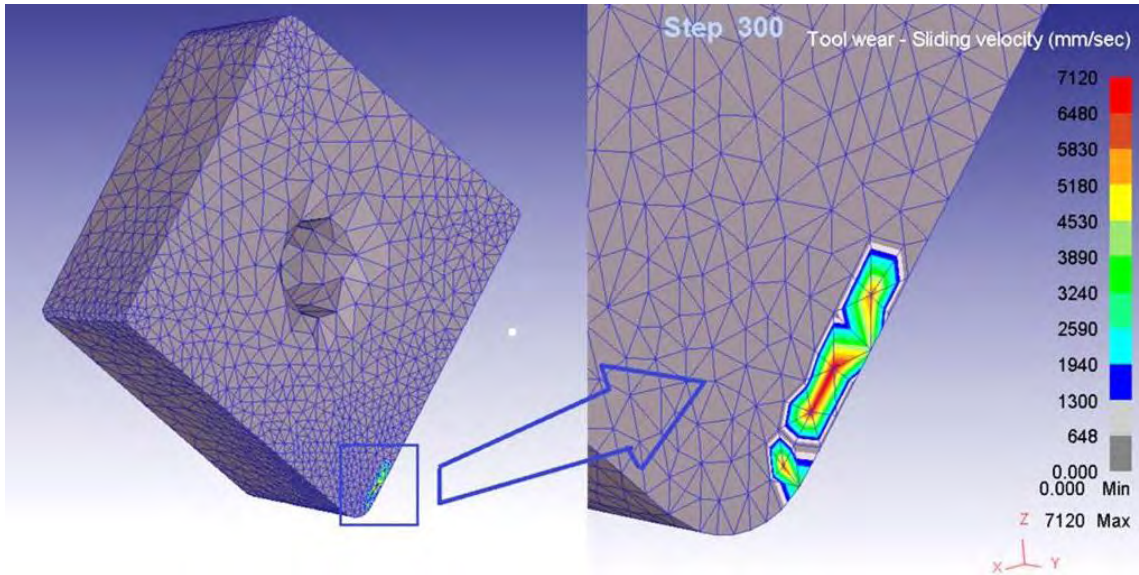 Step 300
Tool wear - Sliding velocity (mm/sec)
7120
6480
5830
5180
4530
3890
3240
2590
1940
1300
648
0.000
0.000 Min
7120 Max
Z
X
Y